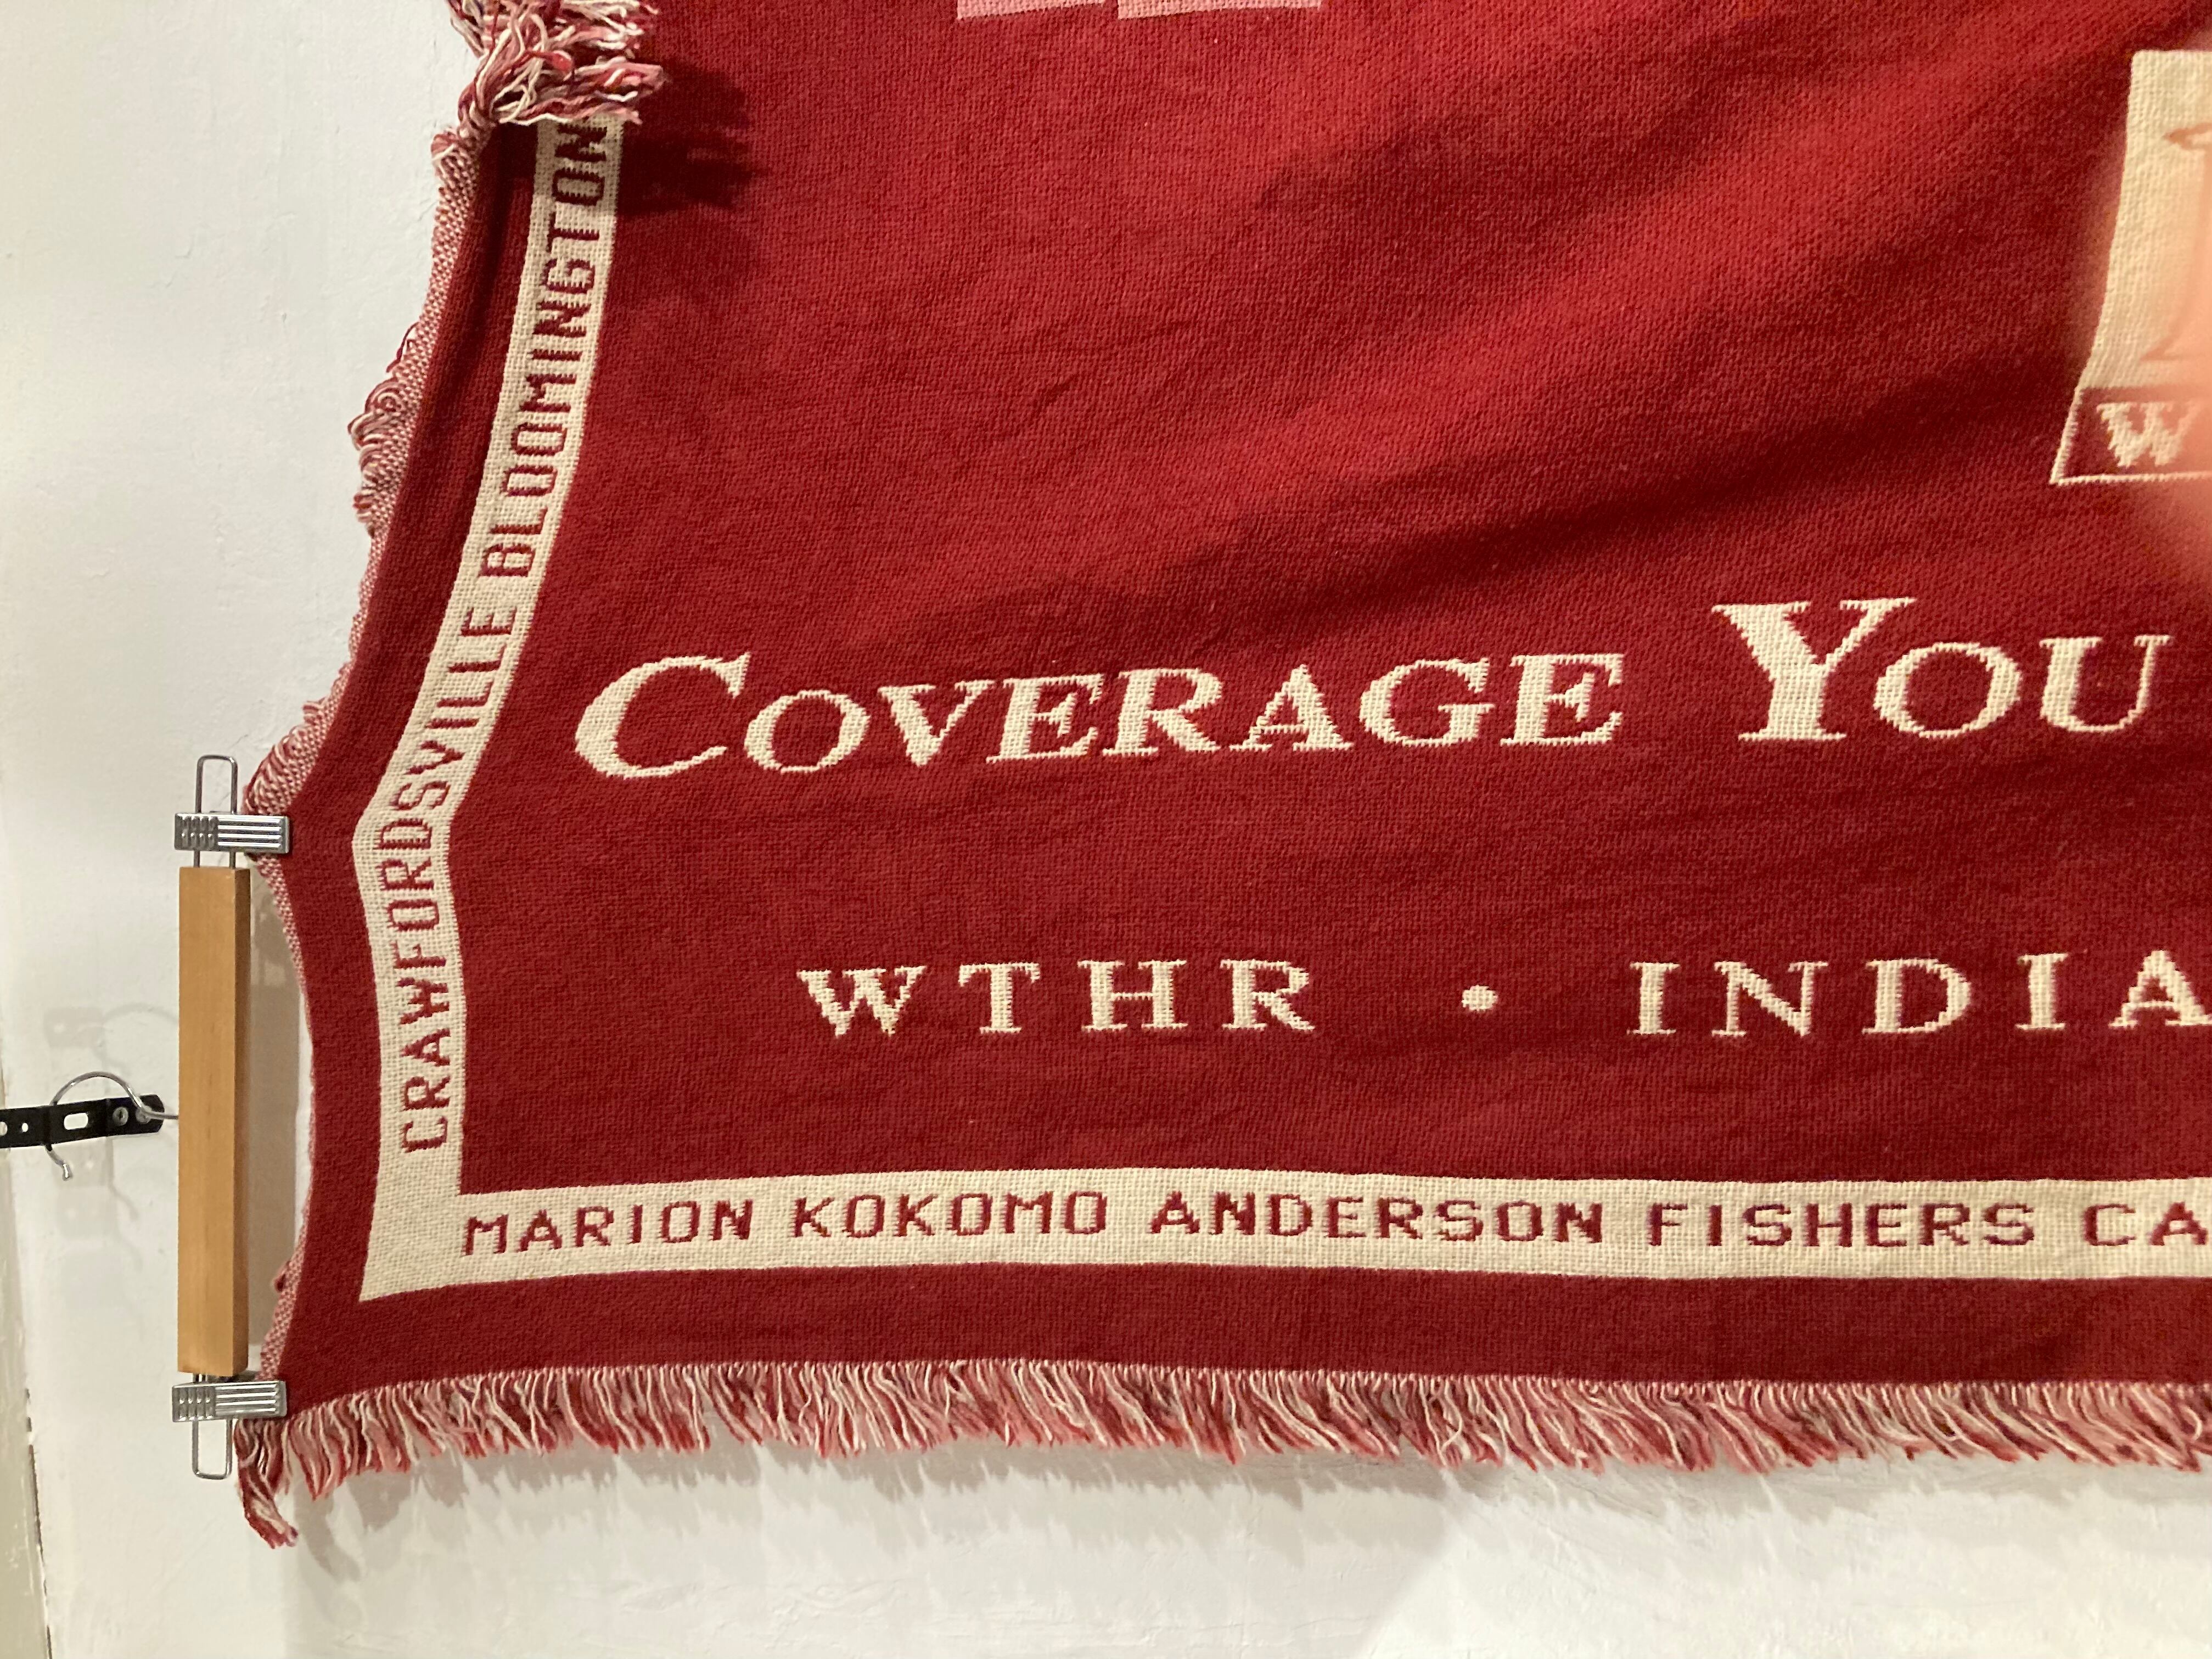 CRAWFORDSVILLE BLOOMINGTON
W
COVERAGE YOU
WTHR • INDIA
MARION KOKOMO ANDERSON FISHERS CA